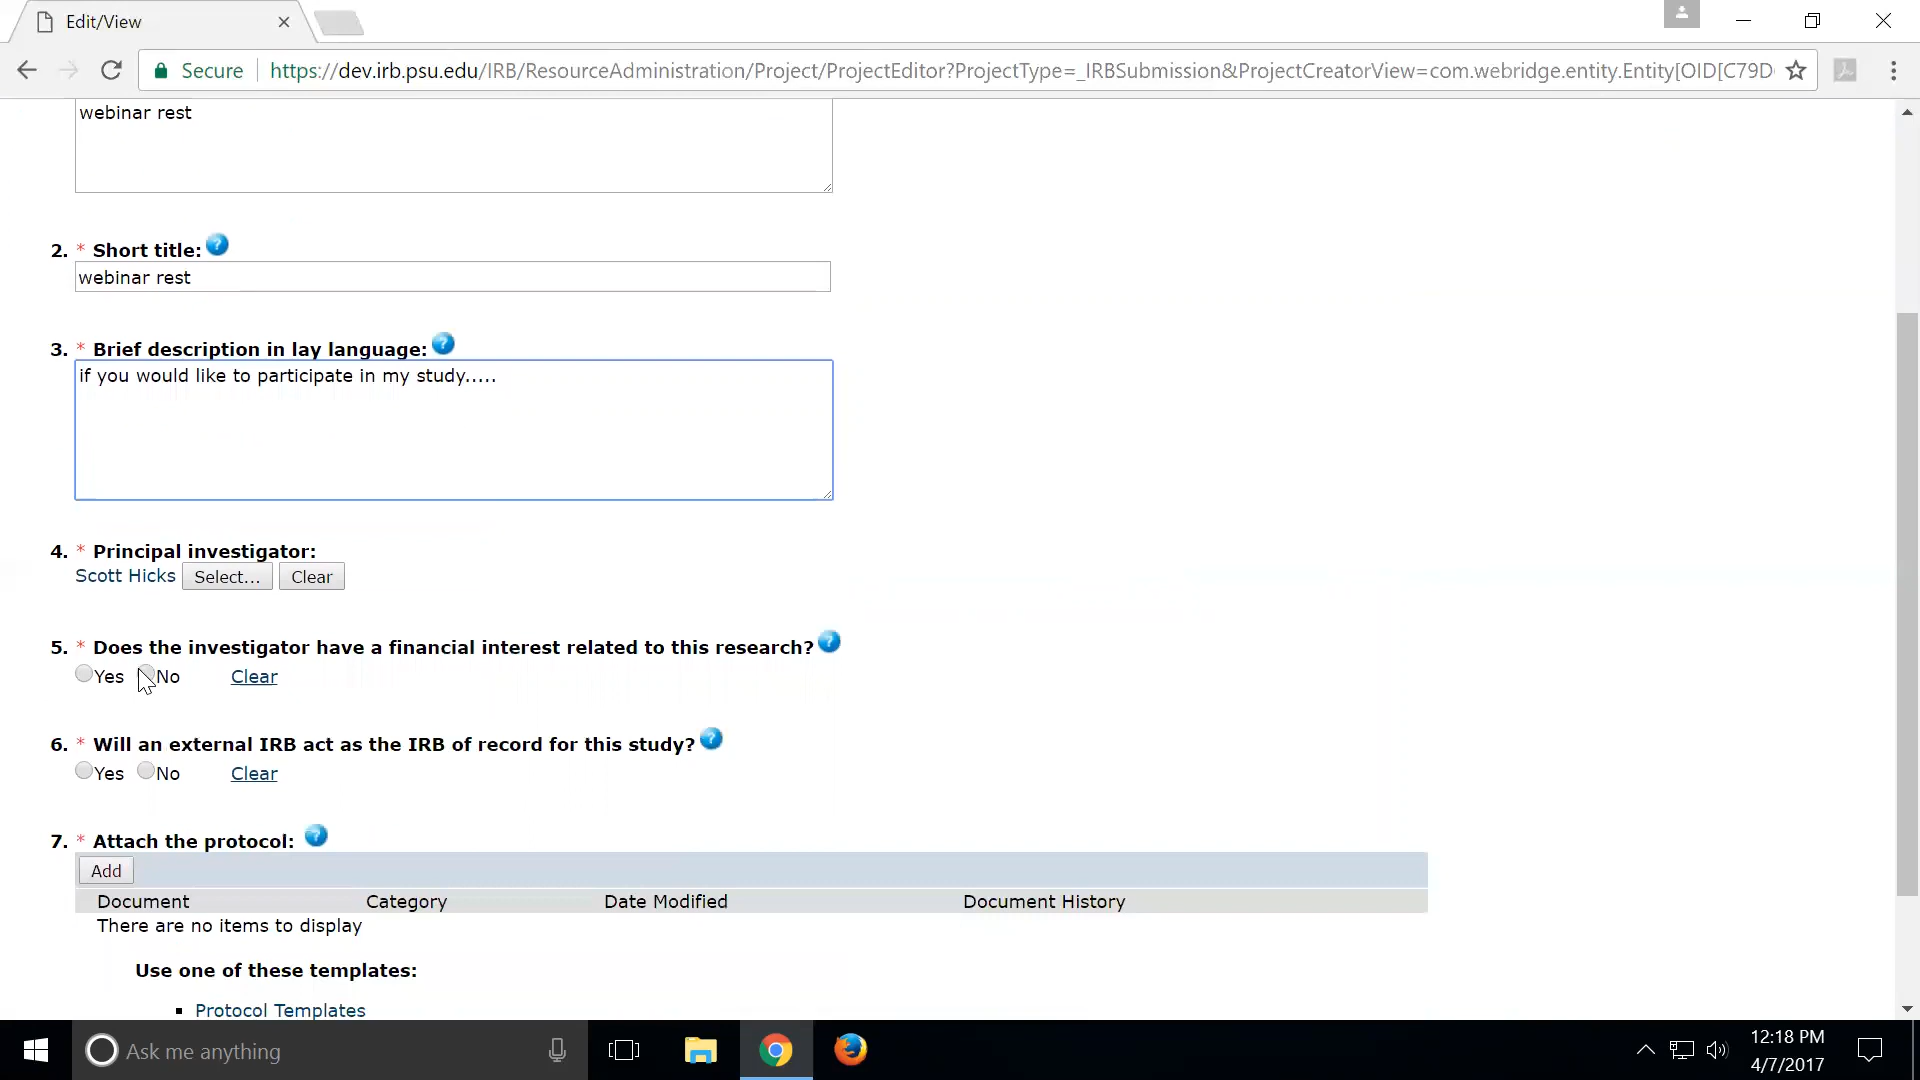 Edit/View
Secure https://dev.irb.psu.edu/IRB/ResourceAdministration/Project/ProjectEditor?ProjectType=_IRBSubmission&ProjectCreatorView=com.webridge.entity.Entity[OID[C79D
webinar rest
2. * Short title: ?
webinar rest
3. * Brief description in lay language: ?
if you would like to participate in my study.....
4. * Principal investigator:
Scott Hicks Select... Clear
5. * Does the investigator have a financial interest related to this research? ?
Yes No Clear
6. * Will an external IRB act as the IRB of record for this study? ?
Yes No Clear
7. * Attach the protocol: ?
Add
Document Category Date Modified Document History
There are no items to display
Use one of these templates:
Protocol Templates
Ask me anything
12:18 PM
4/7/2017